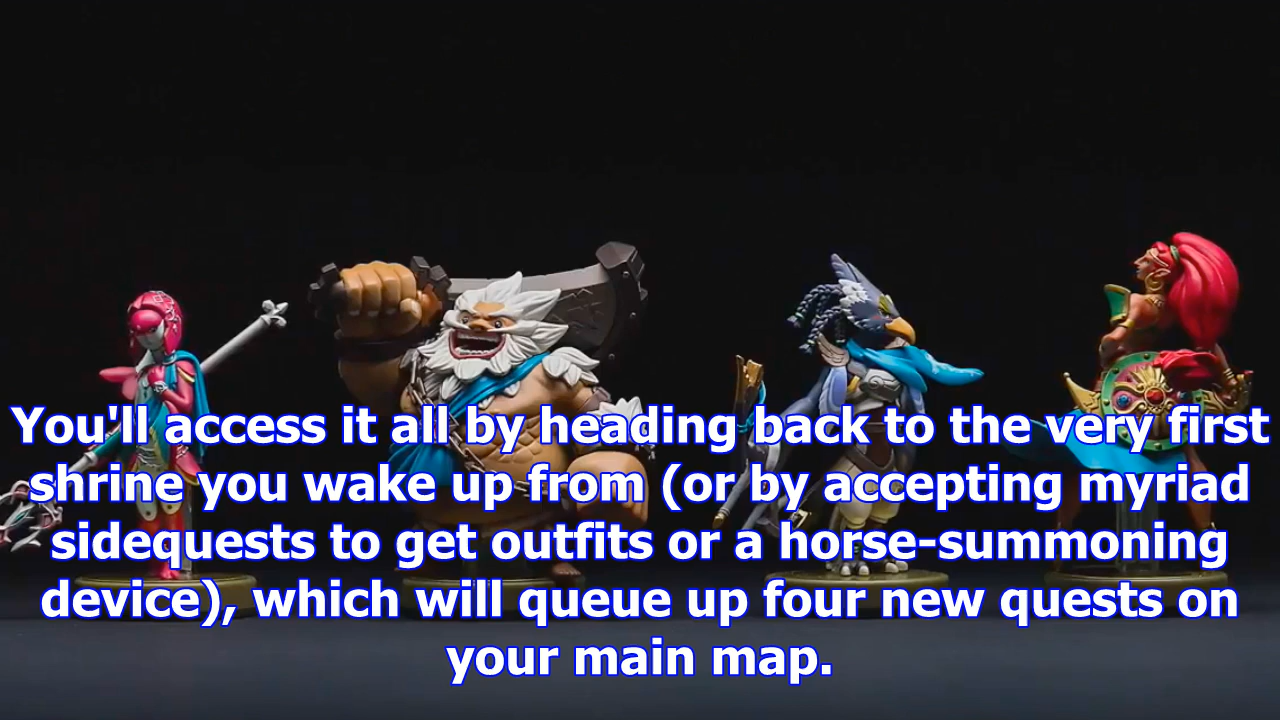 You'll access it all by heading back to the very first
shrine you wake up from (or by accepting myriad
sidequests to get outfits or a horse-summoning
device), which will queue up four new quests on
your main map.